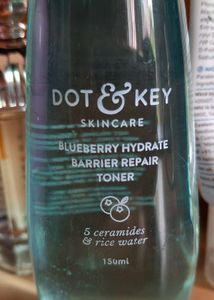 DOT & KEY
SKINCARE
BLUEBERRY HYDRATE
BARRIER REPAIR
TONER
5 ceramides
& rice water
150ml